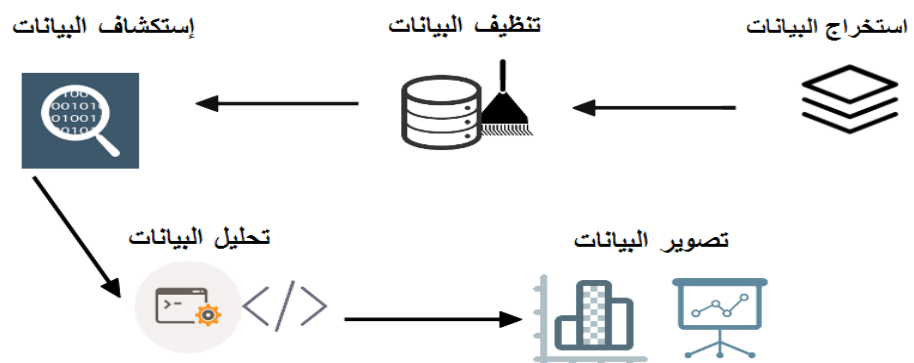 استخراج البيانات
تنظيف البيانات
إستكشاف البيانات
تحليل البيانات
تصوير البيانات